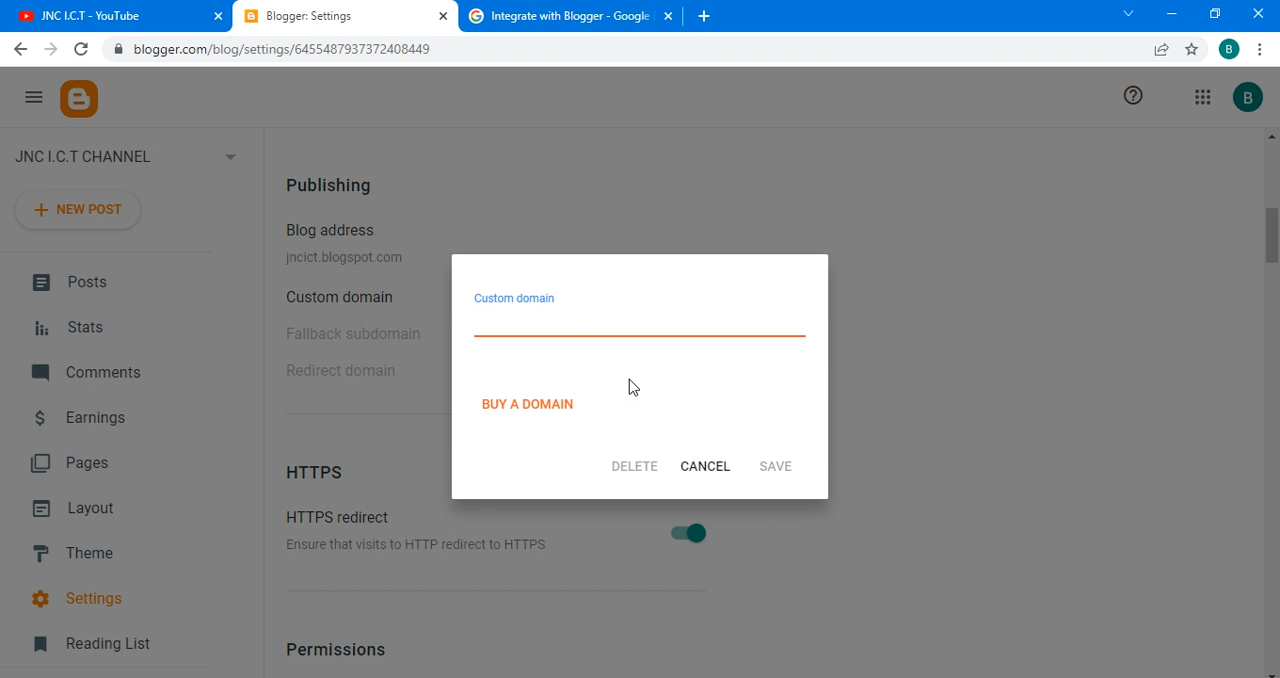 JNC I.C.T - YouTube
Blogger: Settings
Integrate with Blogger - Google
blogger.com/blog/settings/6455487937372408449
B
B
JNC I.C.T CHANNEL
+ NEW POST
Posts
Stats
Comments
Earnings
Pages
Layout
Theme
Settings
Reading List
Publishing
Blog address
jncict.blogspot.com
Custom domain
Fallback subdomain
Redirect domain
HTTPS
HTTPS redirect
Ensure that visits to HTTP redirect to HTTPS
Permissions
Custom domain
BUY A DOMAIN
DELETE CANCEL SAVE